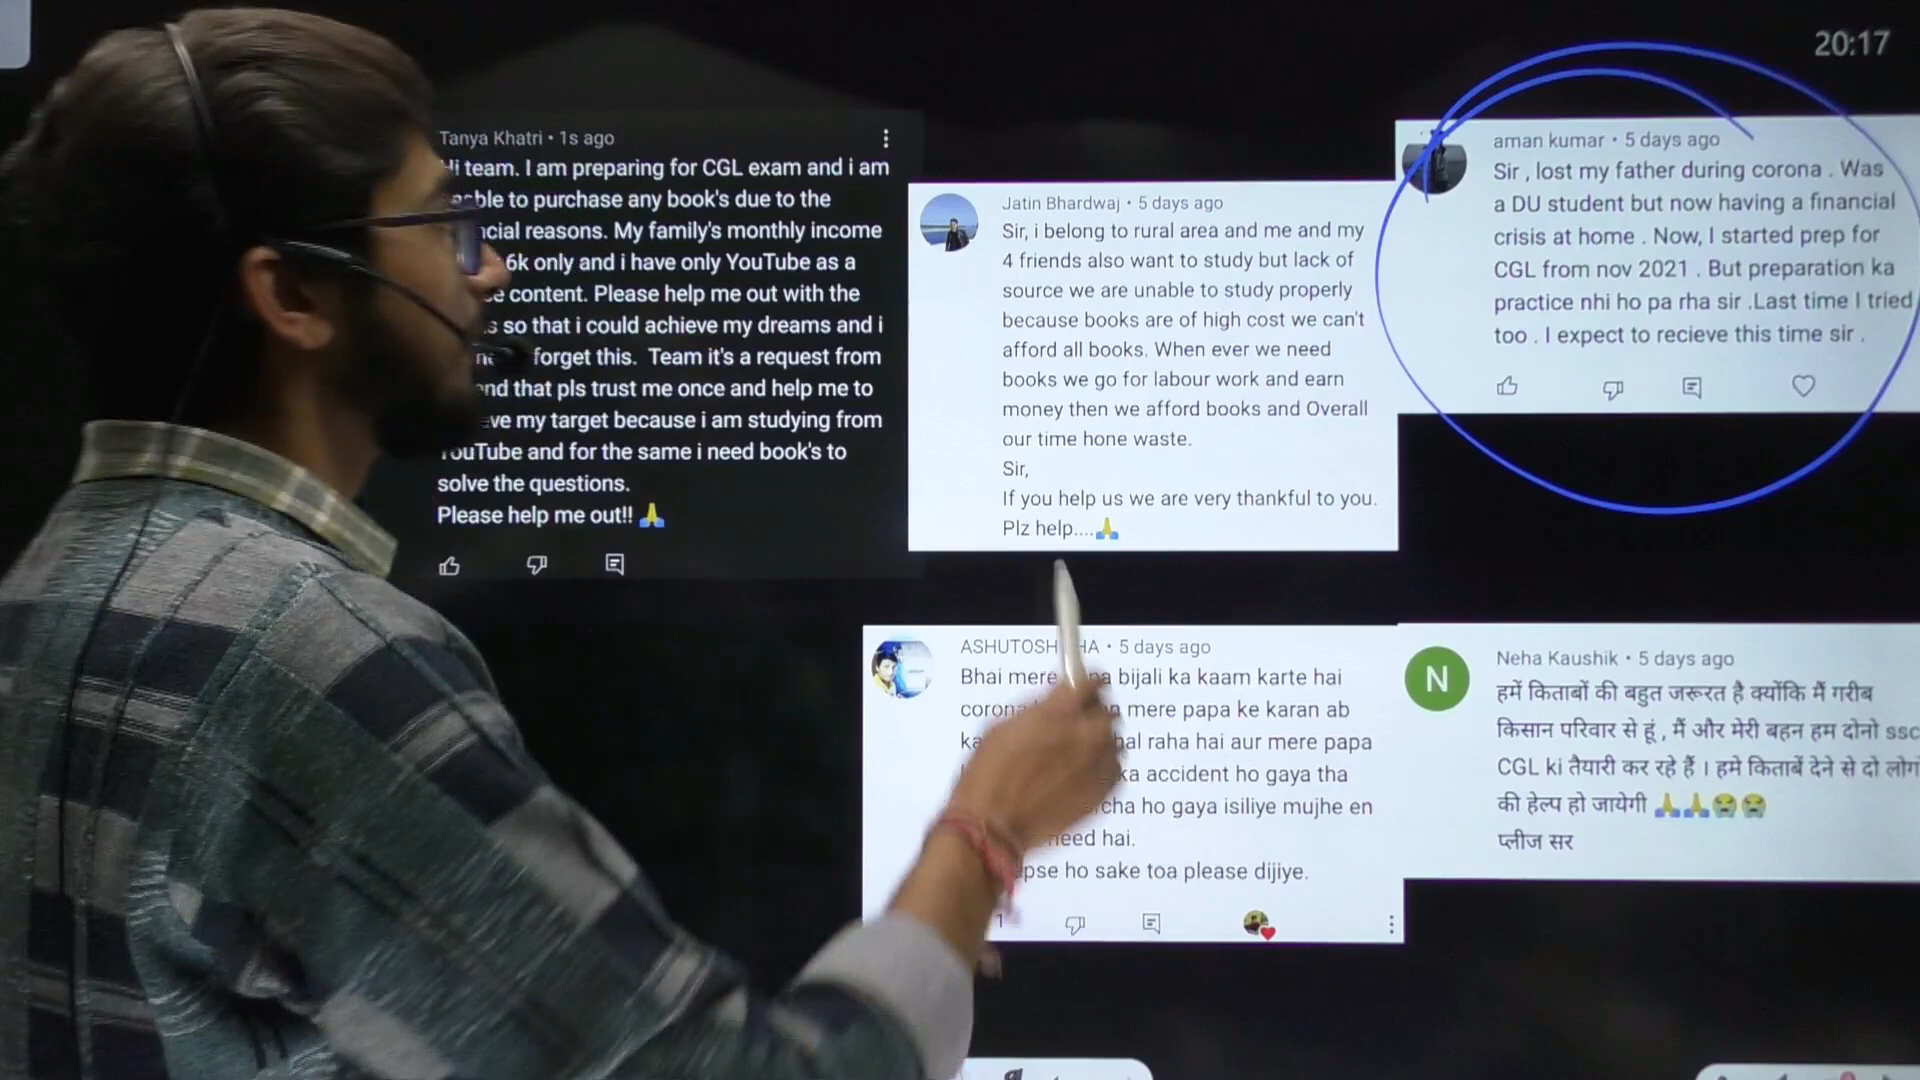 20:17
Tanya Khatri • 1s ago
team. I am preparing for CGL exam and i am
to purchase any book's due to the
reasons. My family's monthly income
6k only and i have only YouTube as a
content. Please help me out with the
so that i could achieve my dreams and i
forget this. Team it's a request from
that pls trust me once and help me to
my target because i am studying from
and for the same i need book's to
solve the questions.
Please help me out!! 🙏
Jatin Bhardwaj • 5 days ago
Sir, i belong to rural area and me and my
4 friends also want to study but lack of
source we are unable to study properly
because books are of high cost we can't
afford all books. When ever we need
books we go for labour work and earn
money then we afford books and Overall
our time hone waste.
Sir,
If you help us we are very thankful to you.
Plz help....🙏
aman kumar • 5 days ago
Sir , lost my father during corona . Was
a DU student but now having a financial
crisis at home . Now, I started prep for
CGL from nov 2021 . But preparation ka
practice nhi ho pa rha sir .Last time I tried
too . I expect to recieve this time sir .
ASHUTOSH • 5 days ago
Bhai mere bijali ka kaam karte hai
mere papa ke karan ab
raha hai aur mere papa
ka accident ho gaya tha
ho gaya isiliye mujhe en
hai.
ho sake toa please dijiye.
1
N
Neha Kaushik • 5 days ago
हमें किताबों की बहुत जरूरत है क्योंकि मैं गरीब
किसान परिवार से हूं , मैं और मेरी बहन हम दोनो ssc
CGL ki तैयारी कर रहे हैं । हमे किताबें देने से दो
की हेल्प हो जायेगी 🙏🙏😭😭
प्लीज सर